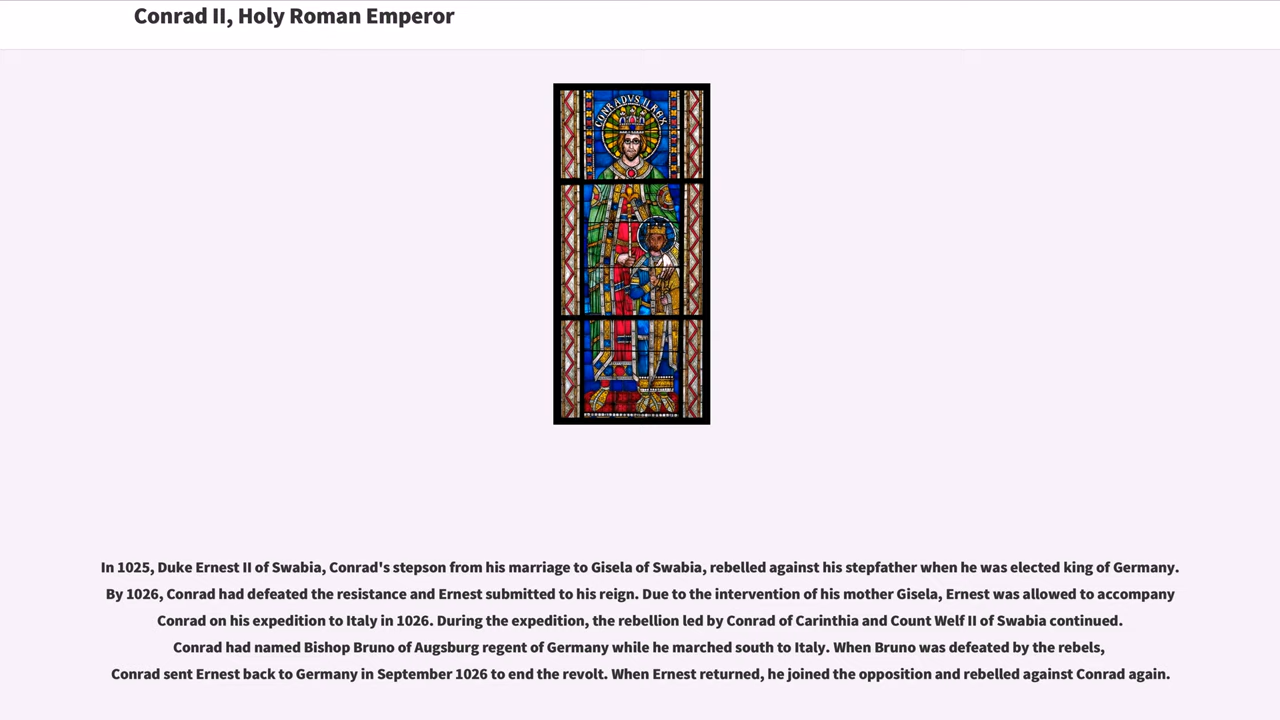 Conrad II, Holy Roman Emperor
CONRADVS II REX
In 1025, Duke Ernest II of Swabia, Conrad's stepson from his marriage to Gisela of Swabia, rebelled against his stepfather when he was elected king of Germany.
By 1026, Conrad had defeated the resistance and Ernest submitted to his reign. Due to the intervention of his mother Gisela, Ernest was allowed to accompany
Conrad on his expedition to Italy in 1026. During the expedition, the rebellion led by Conrad of Carinthia and Count Welf II of Swabia continued.
Conrad had named Bishop Bruno of Augsburg regent of Germany while he marched south to Italy. When Bruno was defeated by the rebels,
Conrad sent Ernest back to Germany in September 1026 to end the revolt. When Ernest returned, he joined the opposition and rebelled against Conrad again.